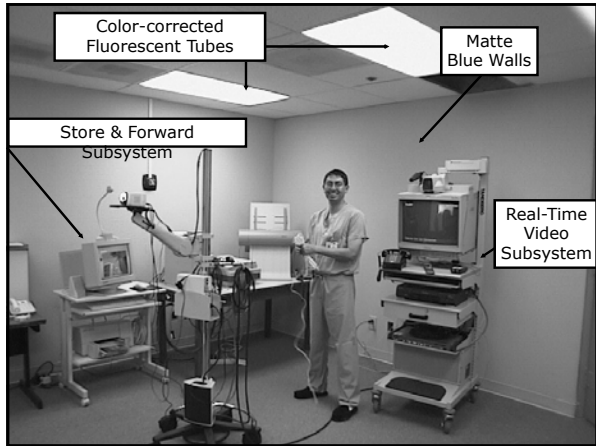 Color-corrected
Fluorescent Tubes
Matte
Blue Walls
Store & Forward
Subsystem
Real-Time
Video
Subsystem